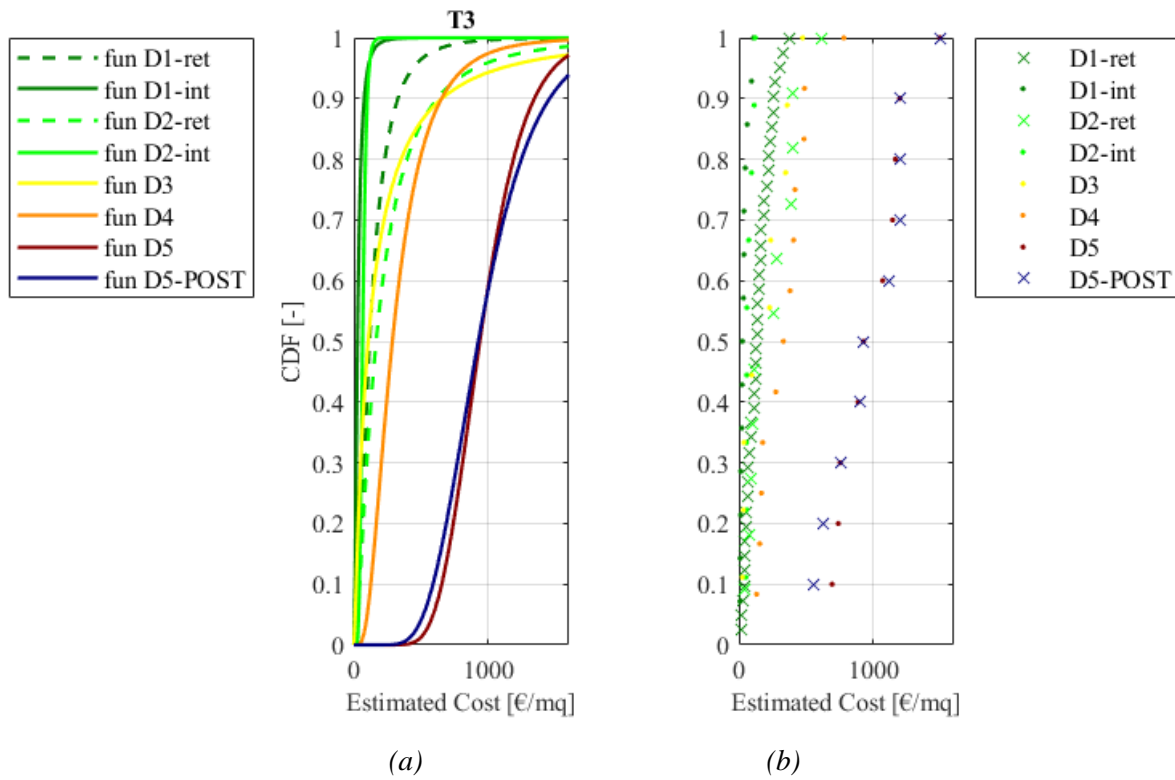 T3
fun D1-ret
fun D1-int
fun D2-ret
fun D2-int
fun D3
fun D4
fun D5
fun D5-POST
CDF [-]
1
0.9
0.8
0.7
0.6
0.5
0.4
0.3
0.2
0.1
0
0
1000
Estimated Cost [€/mq]
(a)
1
0.9
0.8
0.7
0.6
0.5
0.4
0.3
0.2
0.1
0
0
1000
Estimated Cost [€/mq]
(b)
D1-ret
D1-int
D2-ret
D2-int
D3
D4
D5
D5-POST